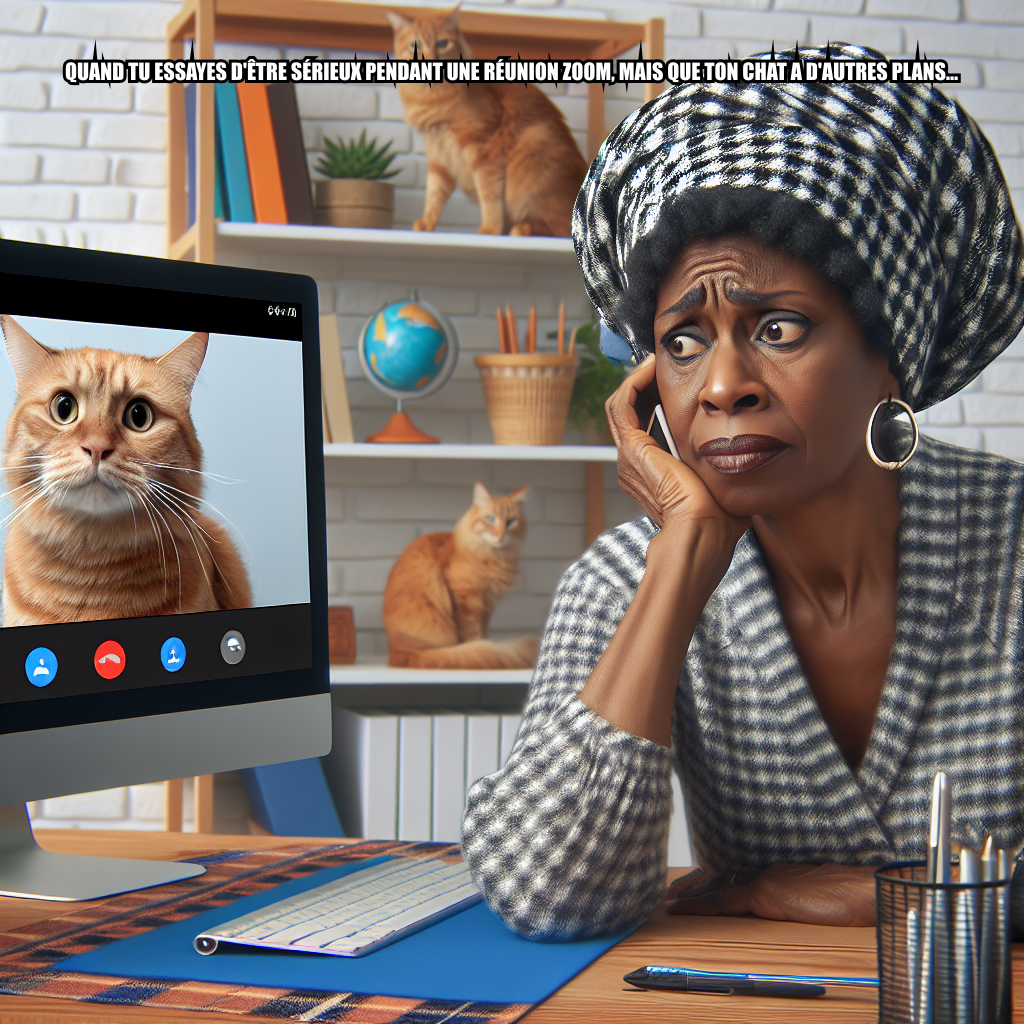 QUAND TU ESSAYES D'ÊTRE SÉRIEUX PENDANT UNE RÉUNION ZOOM, MAIS QUE TON CHAT A D'AUTRES PLANS...